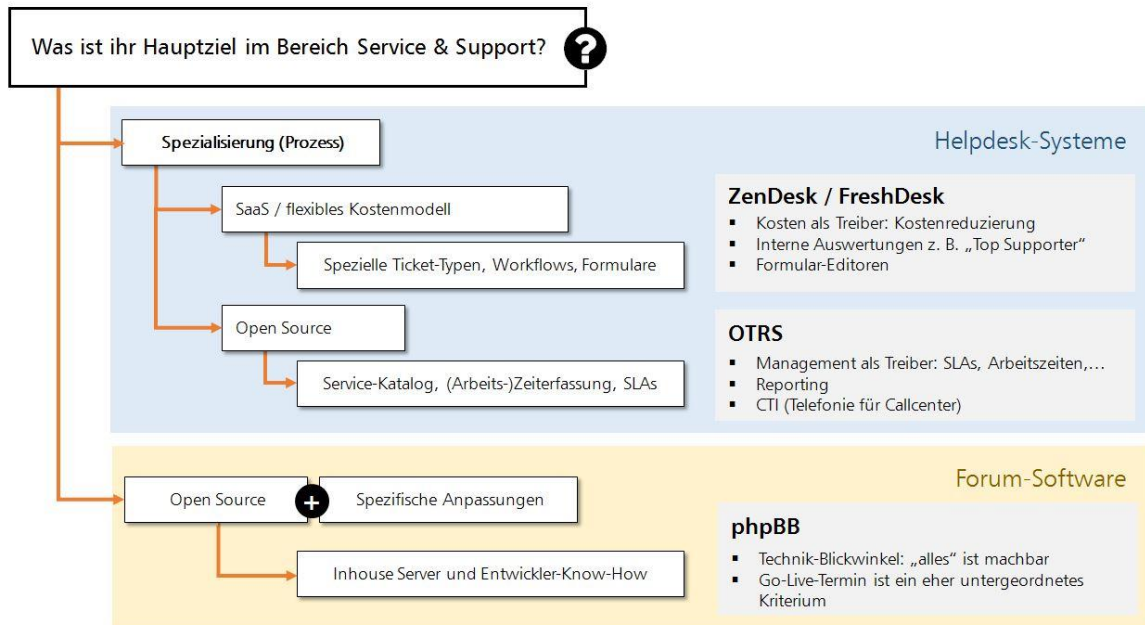 Was ist ihr Hauptziel im Bereich Service & Support? ?
Helpdesk-Systeme
Spezialisierung (Prozess)
SaaS / flexibles Kostenmodell
Spezielle Ticket-Typen, Workflows, Formulare
ZenDesk / FreshDesk
▪ Kosten als Treiber: Kostenreduzierung
▪ Interne Auswertungen z. B. „Top Supporter“
▪ Formular-Editoren
Open Source
Service-Katalog, (Arbeits-)Zeiterfassung, SLAs
OTRS
▪ Management als Treiber: SLAs, Arbeitszeiten,...
▪ Reporting
▪ CTI (Telefonie für Callcenter)
Forum-Software
Open Source + Spezifische Anpassungen
Inhouse Server und Entwickler-Know-How
phpBB
▪ Technik-Blickwinkel: „alles“ ist machbar
▪ Go-Live-Termin ist ein eher untergeordnetes
Kriterium